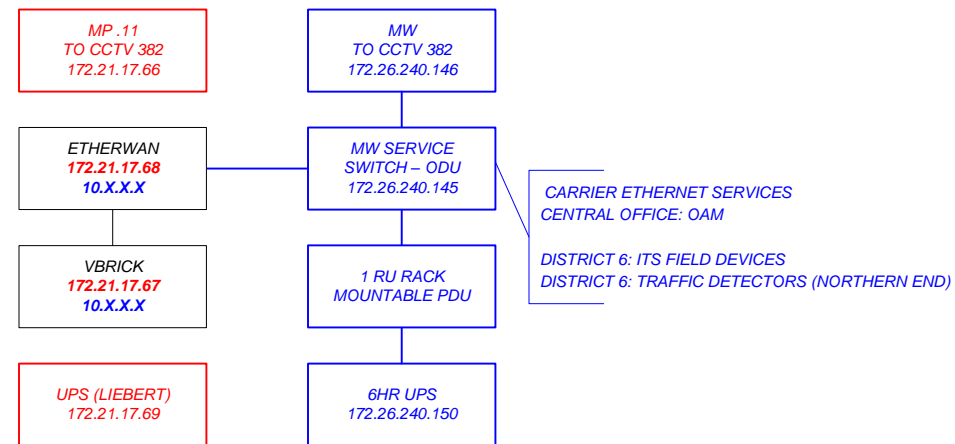 MP .11
TO CCTV 382
172.21.17.66
MW
TO CCTV 382
172.26.240.146
ETHERWAN
172.21.17.68
10.X.X.X
MW SERVICE
SWITCH – ODU
172.26.240.145
CARRIER ETHERNET SERVICES
CENTRAL OFFICE: OAM
DISTRICT 6: ITS FIELD DEVICES
DISTRICT 6: TRAFFIC DETECTORS (NORTHERN END)
VBRICK
172.21.17.67
10.X.X.X
1 RU RACK
MOUNTABLE PDU
UPS (LIEBERT)
172.21.17.69
6HR UPS
172.26.240.150